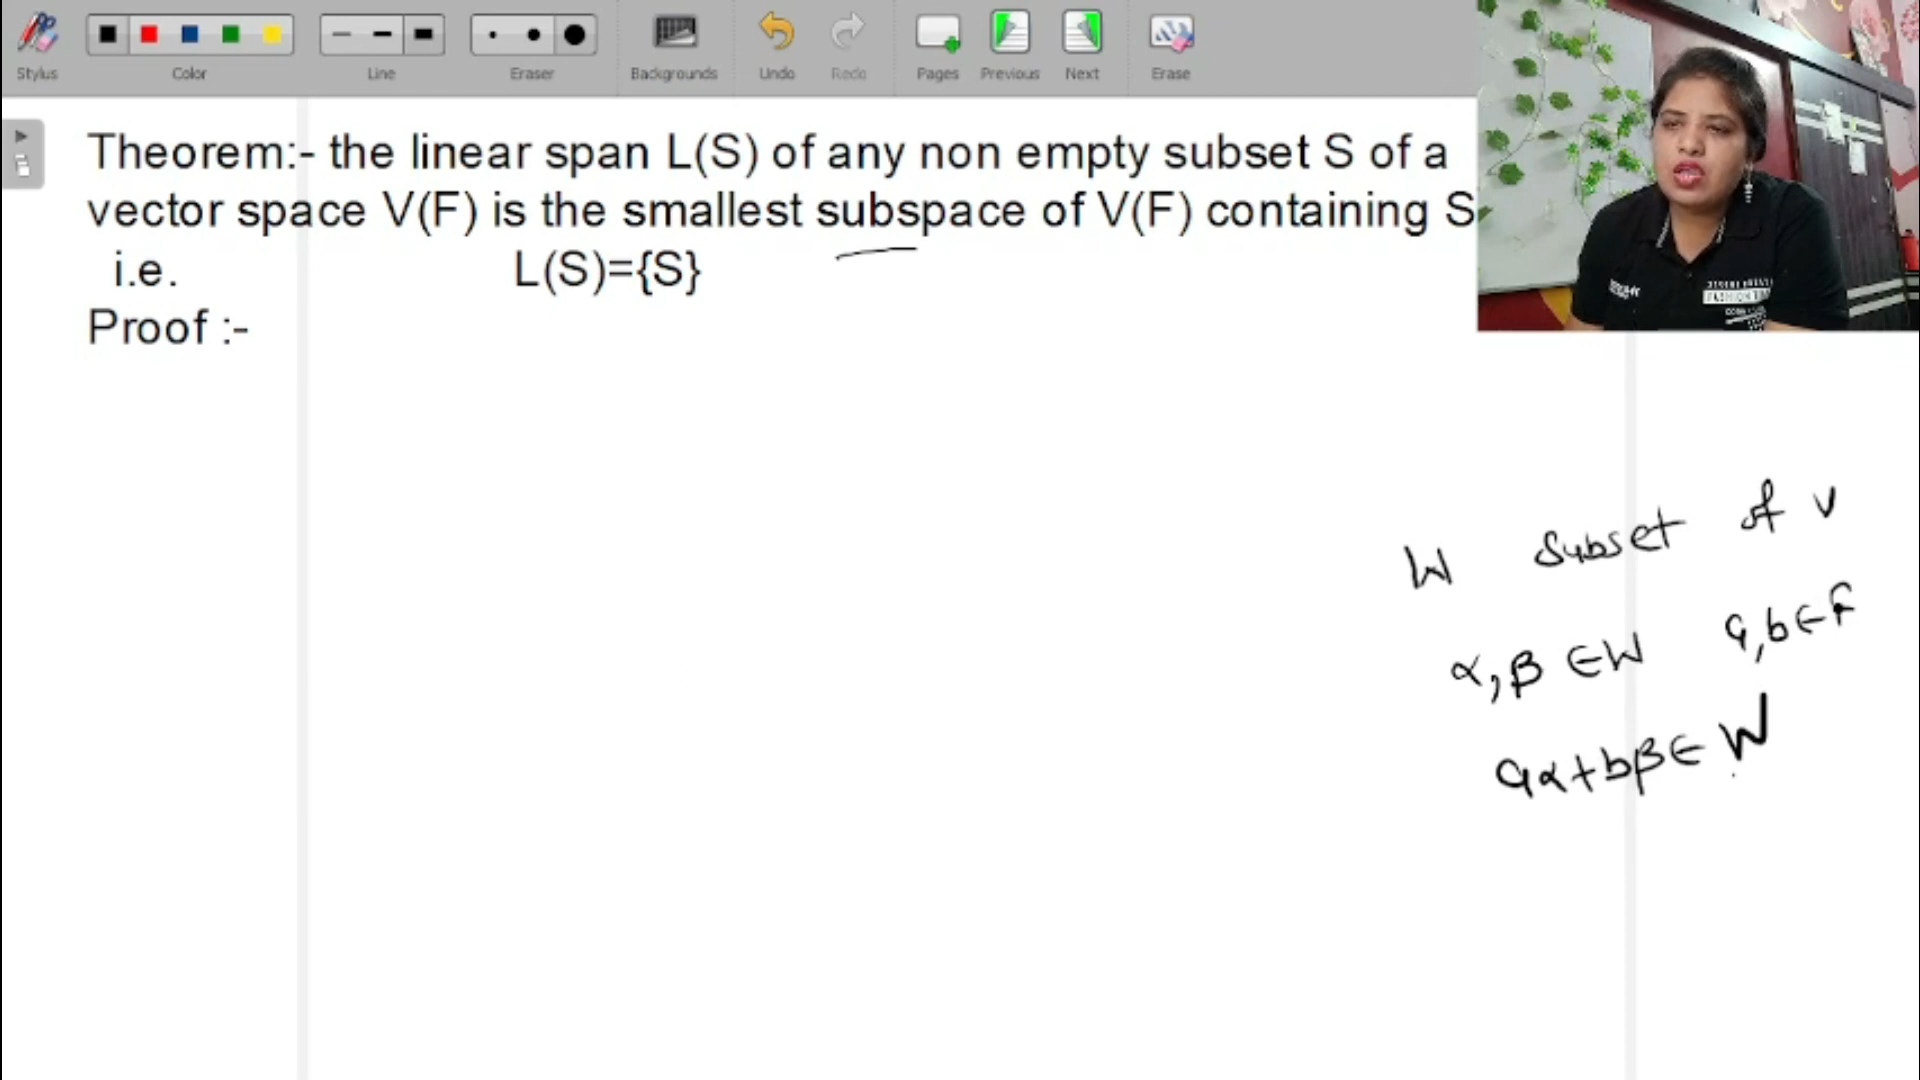 Stylus
Color
Line
Eraser
Backgrounds
Undo
Redo
Pages
Previous
Next
Erase
Theorem:- the linear span L(S) of any non empty subset S of a
vector space V(F) is the smallest subspace of V(F) containing S
i.e. L(S)={S}
Proof :-
W subset of V
α, β ∈ W a, b ∈ F
aα+bβ ∈ W